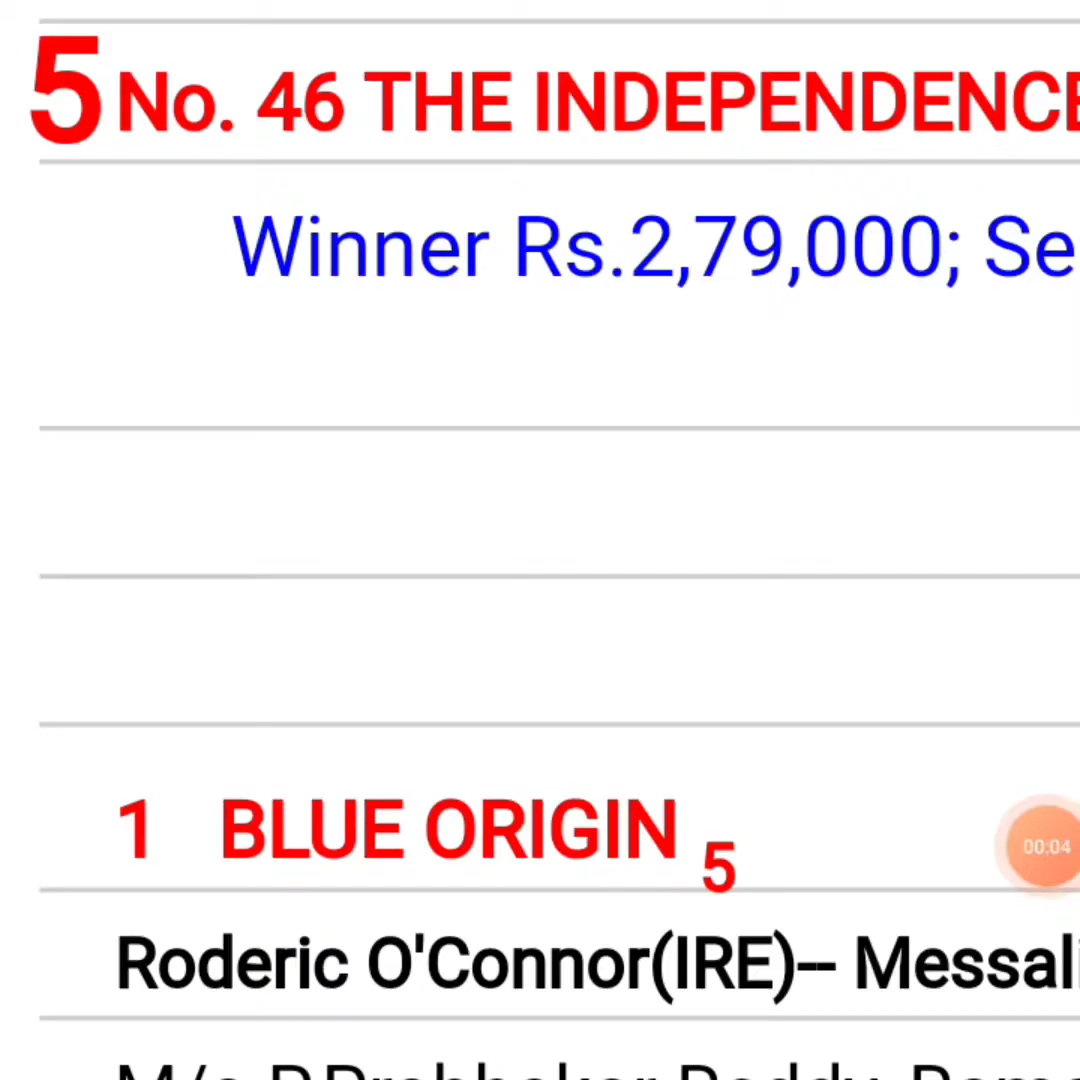 5 No. 46 THE INDEPENDENCE
Winner Rs.2,79,000; Se
1 BLUE ORIGIN 5
00:04
Roderic O'Connor(IRE)-- Messali